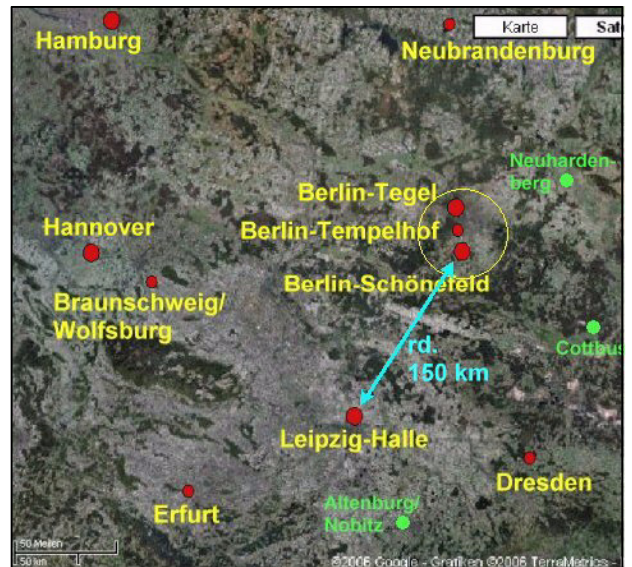 Hamburg
Neubrandenburg
Karte
Sat
Neuharden-
berg
Berlin-Tegel
Berlin-Tempelhof
Berlin-Schönefeld
Hannover
Braunschweig/
Wolfsburg
Cottbus
rd.
150 km
Leipzig-Halle
Dresden
Erfurt
Altenburg/
Nobitz
50 Meilen
50 km
©2006 Google - Grafiken ©2006 TerraMetrics -